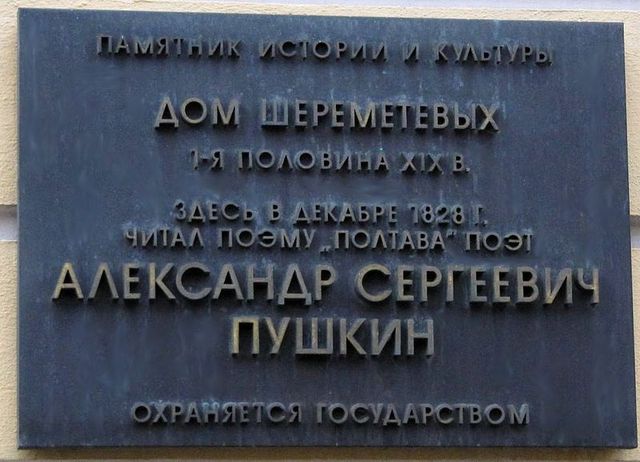 ПАМЯТНИК ИСТОРИИ И КУЛЬТУРЫ
ДОМ ШЕРЕМЕТЕВЫХ
1-Я ПОЛОВИНА XIX В.
ЗДЕСЬ В ДЕКАБРЕ 1828 Г.
ЧИТАЛ ПОЭМУ „ПОЛТАВА“ ПОЭТ
АЛЕКСАНДР СЕРГЕЕВИЧ
ПУШКИН
ОХРАНЯЕТСЯ ГОСУДАРСТВОМ